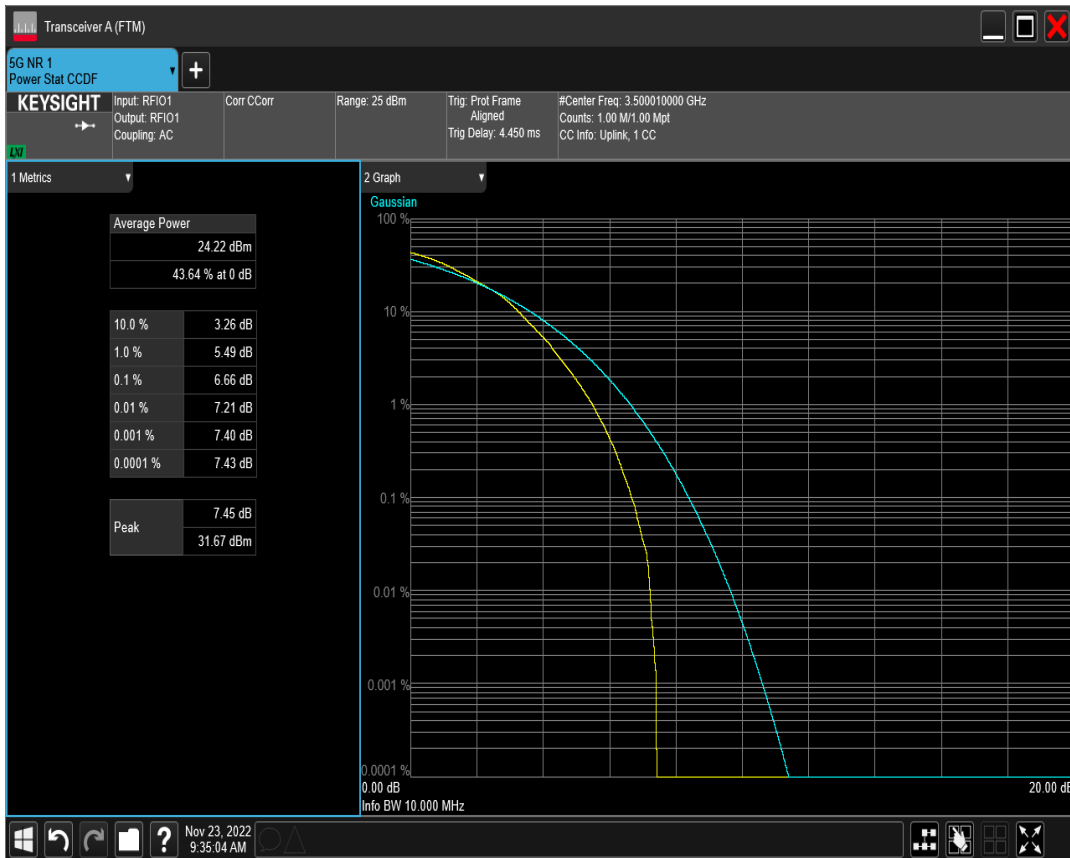 Transceiver A (FTM)
5G NR 1
Power Stat CCDF
+
KEYSIGHT
LXI
Input: RFIO1
Output: RFIO1
Coupling: AC
Corr CCorr
Range: 25 dBm
Trig: Prot Frame
Aligned
Trig Delay: 4.450 ms
#Center Freq: 3.500010000 GHz
Counts: 1.00 M/1.00 Mpt
CC Info: Uplink, 1 CC
1 Metrics
Average Power
24.22 dBm
43.64 % at 0 dB
10.0 % 3.26 dB
1.0 % 5.49 dB
0.1 % 6.66 dB
0.01 % 7.21 dB
0.001 % 7.40 dB
0.0001 % 7.43 dB
Peak
7.45 dB
31.67 dBm
2 Graph
Gaussian
100 %
10 %
1 %
0.1 %
0.01 %
0.001 %
0.0001 %
0.00 dB 20.00 dB
Info BW 10.000 MHz
?
Nov 23, 2022
9:35:04 AM